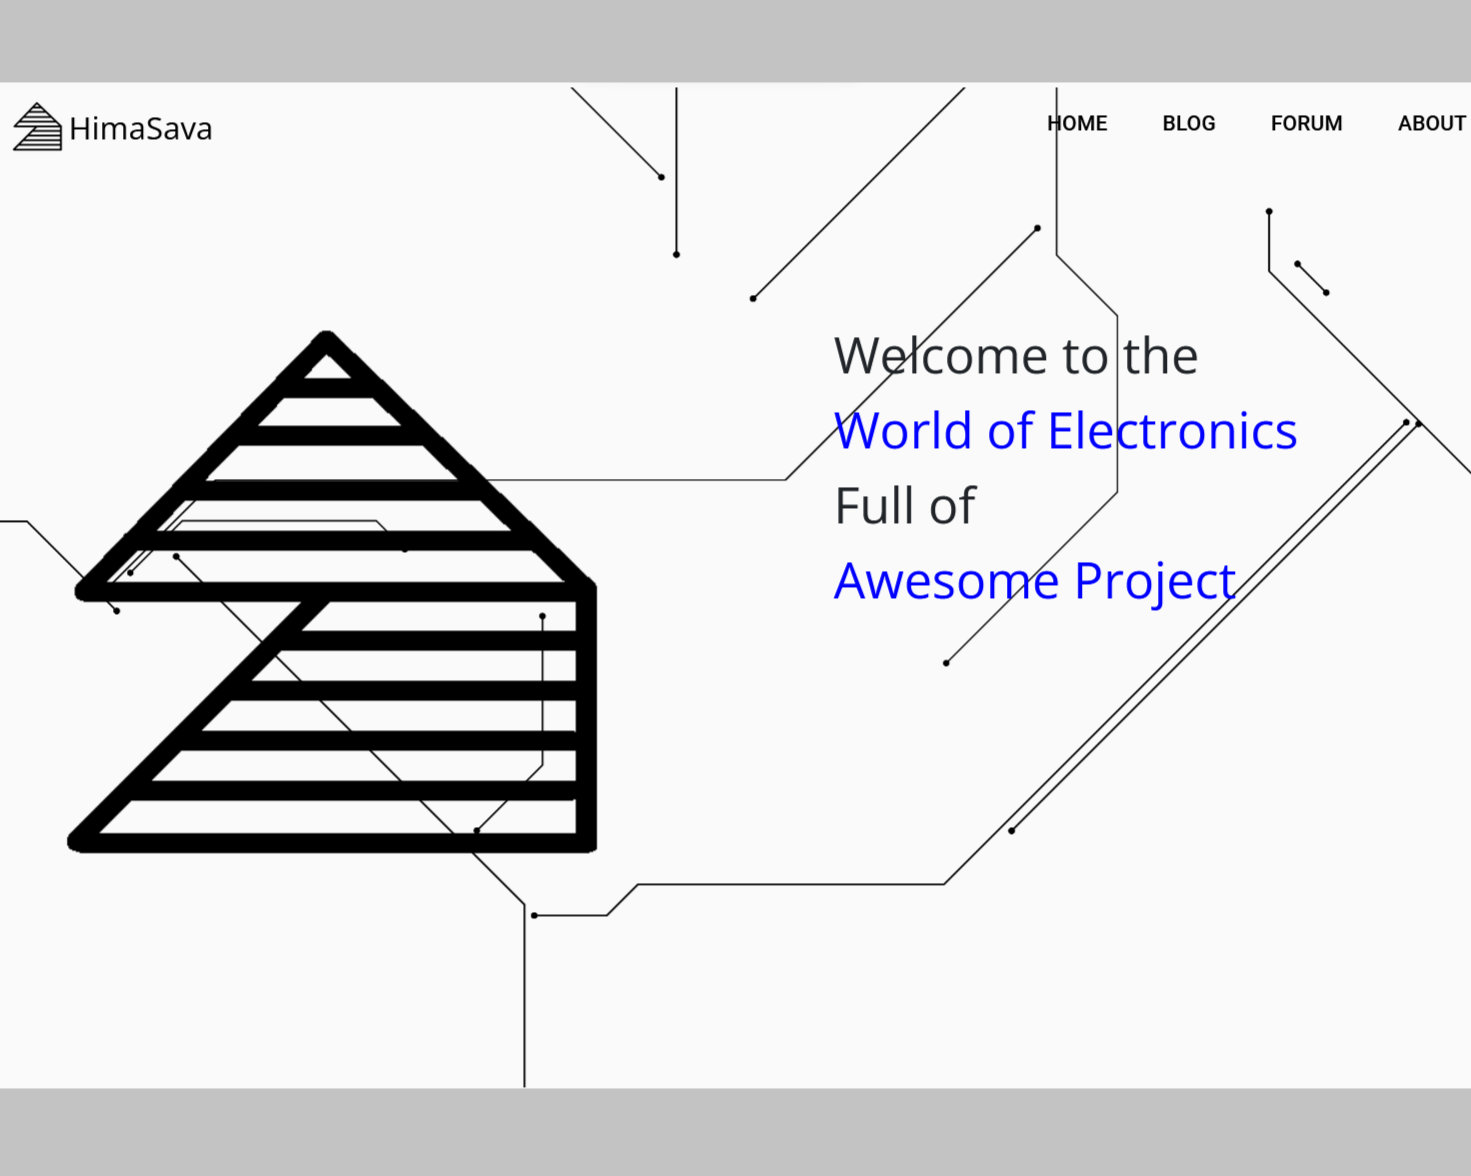 HimaSava
HOME BLOG FORUM ABOUT
Welcome to the
World of Electronics
Full of
Awesome Project